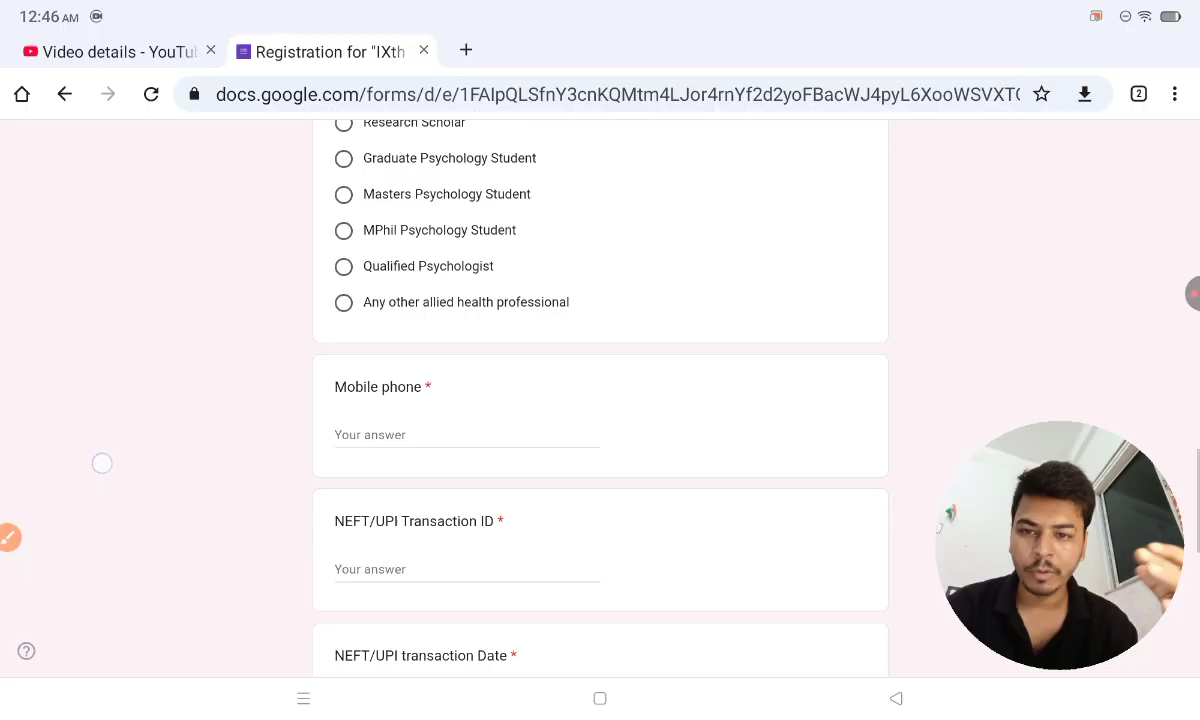 12:46 AM
Video details - YouTu
Registration for "IXth
docs.google.com/forms/d/e/1FAIpQLSfnY3cnKQMtm4LJor4rnYf2d2yoFBacWJ4pyL6XooWSVXT
2
Research Scholar
Graduate Psychology Student
Masters Psychology Student
MPhil Psychology Student
Qualified Psychologist
Any other allied health professional
Mobile phone *
Your answer
NEFT/UPI Transaction ID *
Your answer
NEFT/UPI transaction Date *